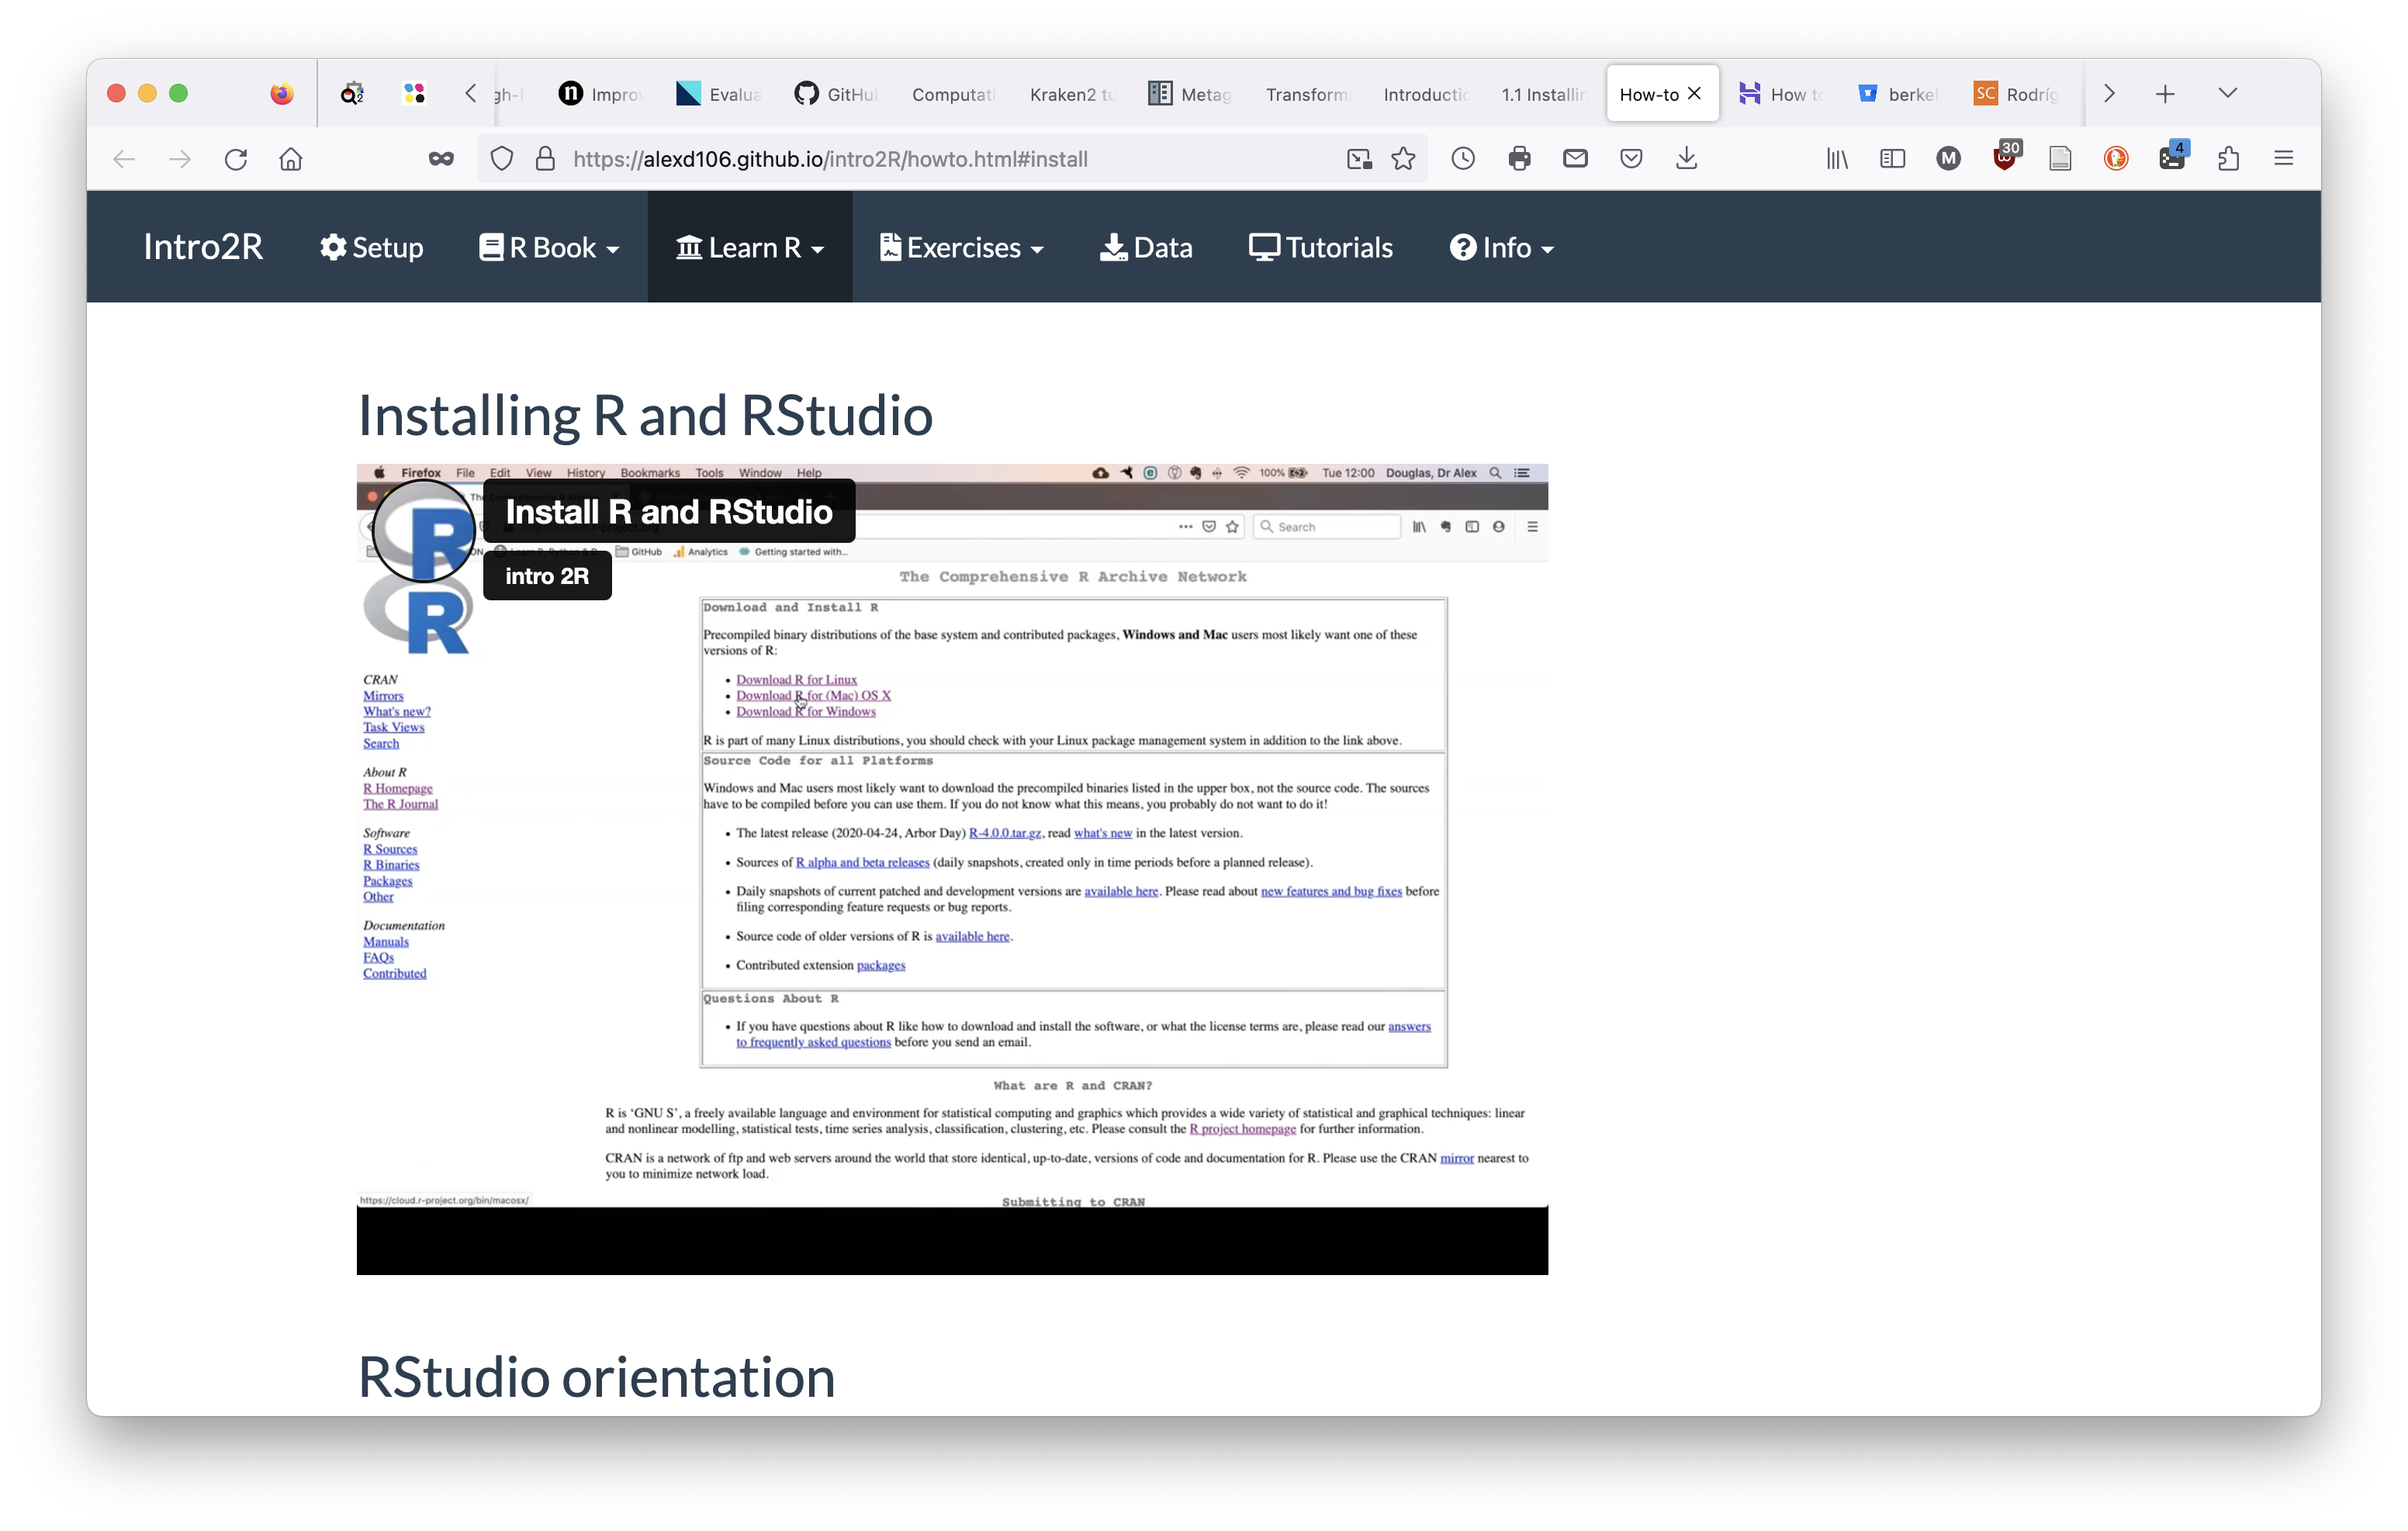 Impro
Evalua
GitHu
Computat
Kraken2 tu
Metag
Transform
Introductio
1.1 Installin
How-to
How t
berke
SC
Rodríg
https://alexd106.github.io/intro2R/howto.html#install
M
30
4
Intro2R
Setup
R Book
Learn R
Exercises
Data
Tutorials
Info
Installing R and RStudio
Firefox File Edit View History Bookmarks Tools Window Help
100% Tue 12:00 Douglas, Dr Alex
Install R and RStudio
Search
GitHub Analytics Getting started with...
intro 2R
The Comprehensive R Archive Network
CRAN
Mirrors
What's new?
Task Views
Search
About R
R Homepage
The R Journal
Software
R Sources
R Binaries
Packages
Other
Documentation
Manuals
FAQs
Contributed
Download and Install R
Precompiled binary distributions of the base system and contributed packages, Windows and Mac users most likely want one of these
versions of R:
• Download R for Linux
• Download R for (Mac) OS X
• Download R for Windows
R is part of many Linux distributions, you should check with your Linux package management system in addition to the link above.
Source Code for all Platforms
Windows and Mac users most likely want to download the precompiled binaries listed in the upper box, not the source code. The sources
have to be compiled before you can use them. If you do not know what this means, you probably do not want to do it!
• The latest release (2020-04-24, Arbor Day) R-4.0.0.tar.gz, read what's new in the latest version.
• Sources of R alpha and beta releases (daily snapshots, created only in time periods before a planned release).
• Daily snapshots of current patched and development versions are available here. Please read about new features and bug fixes before
filing corresponding feature requests or bug reports.
• Source code of older versions of R is available here.
• Contributed extension packages
Questions About R
• If you have questions about R like how to download and install the software, or what the license terms are, please read our answers
to frequently asked questions before you send an email.
What are R and CRAN?
R is ‘GNU S’, a freely available language and environment for statistical computing and graphics which provides a wide variety of statistical and graphical techniques: linear
and nonlinear modelling, statistical tests, time series analysis, classification, clustering, etc. Please consult the R project homepage for further information.
CRAN is a network of ftp and web servers around the world that store identical, up-to-date, versions of code and documentation for R. Please use the CRAN mirror nearest to
you to minimize network load.
https://cloud.r-project.org/bin/macosx/
Submitting to CRAN
RStudio orientation